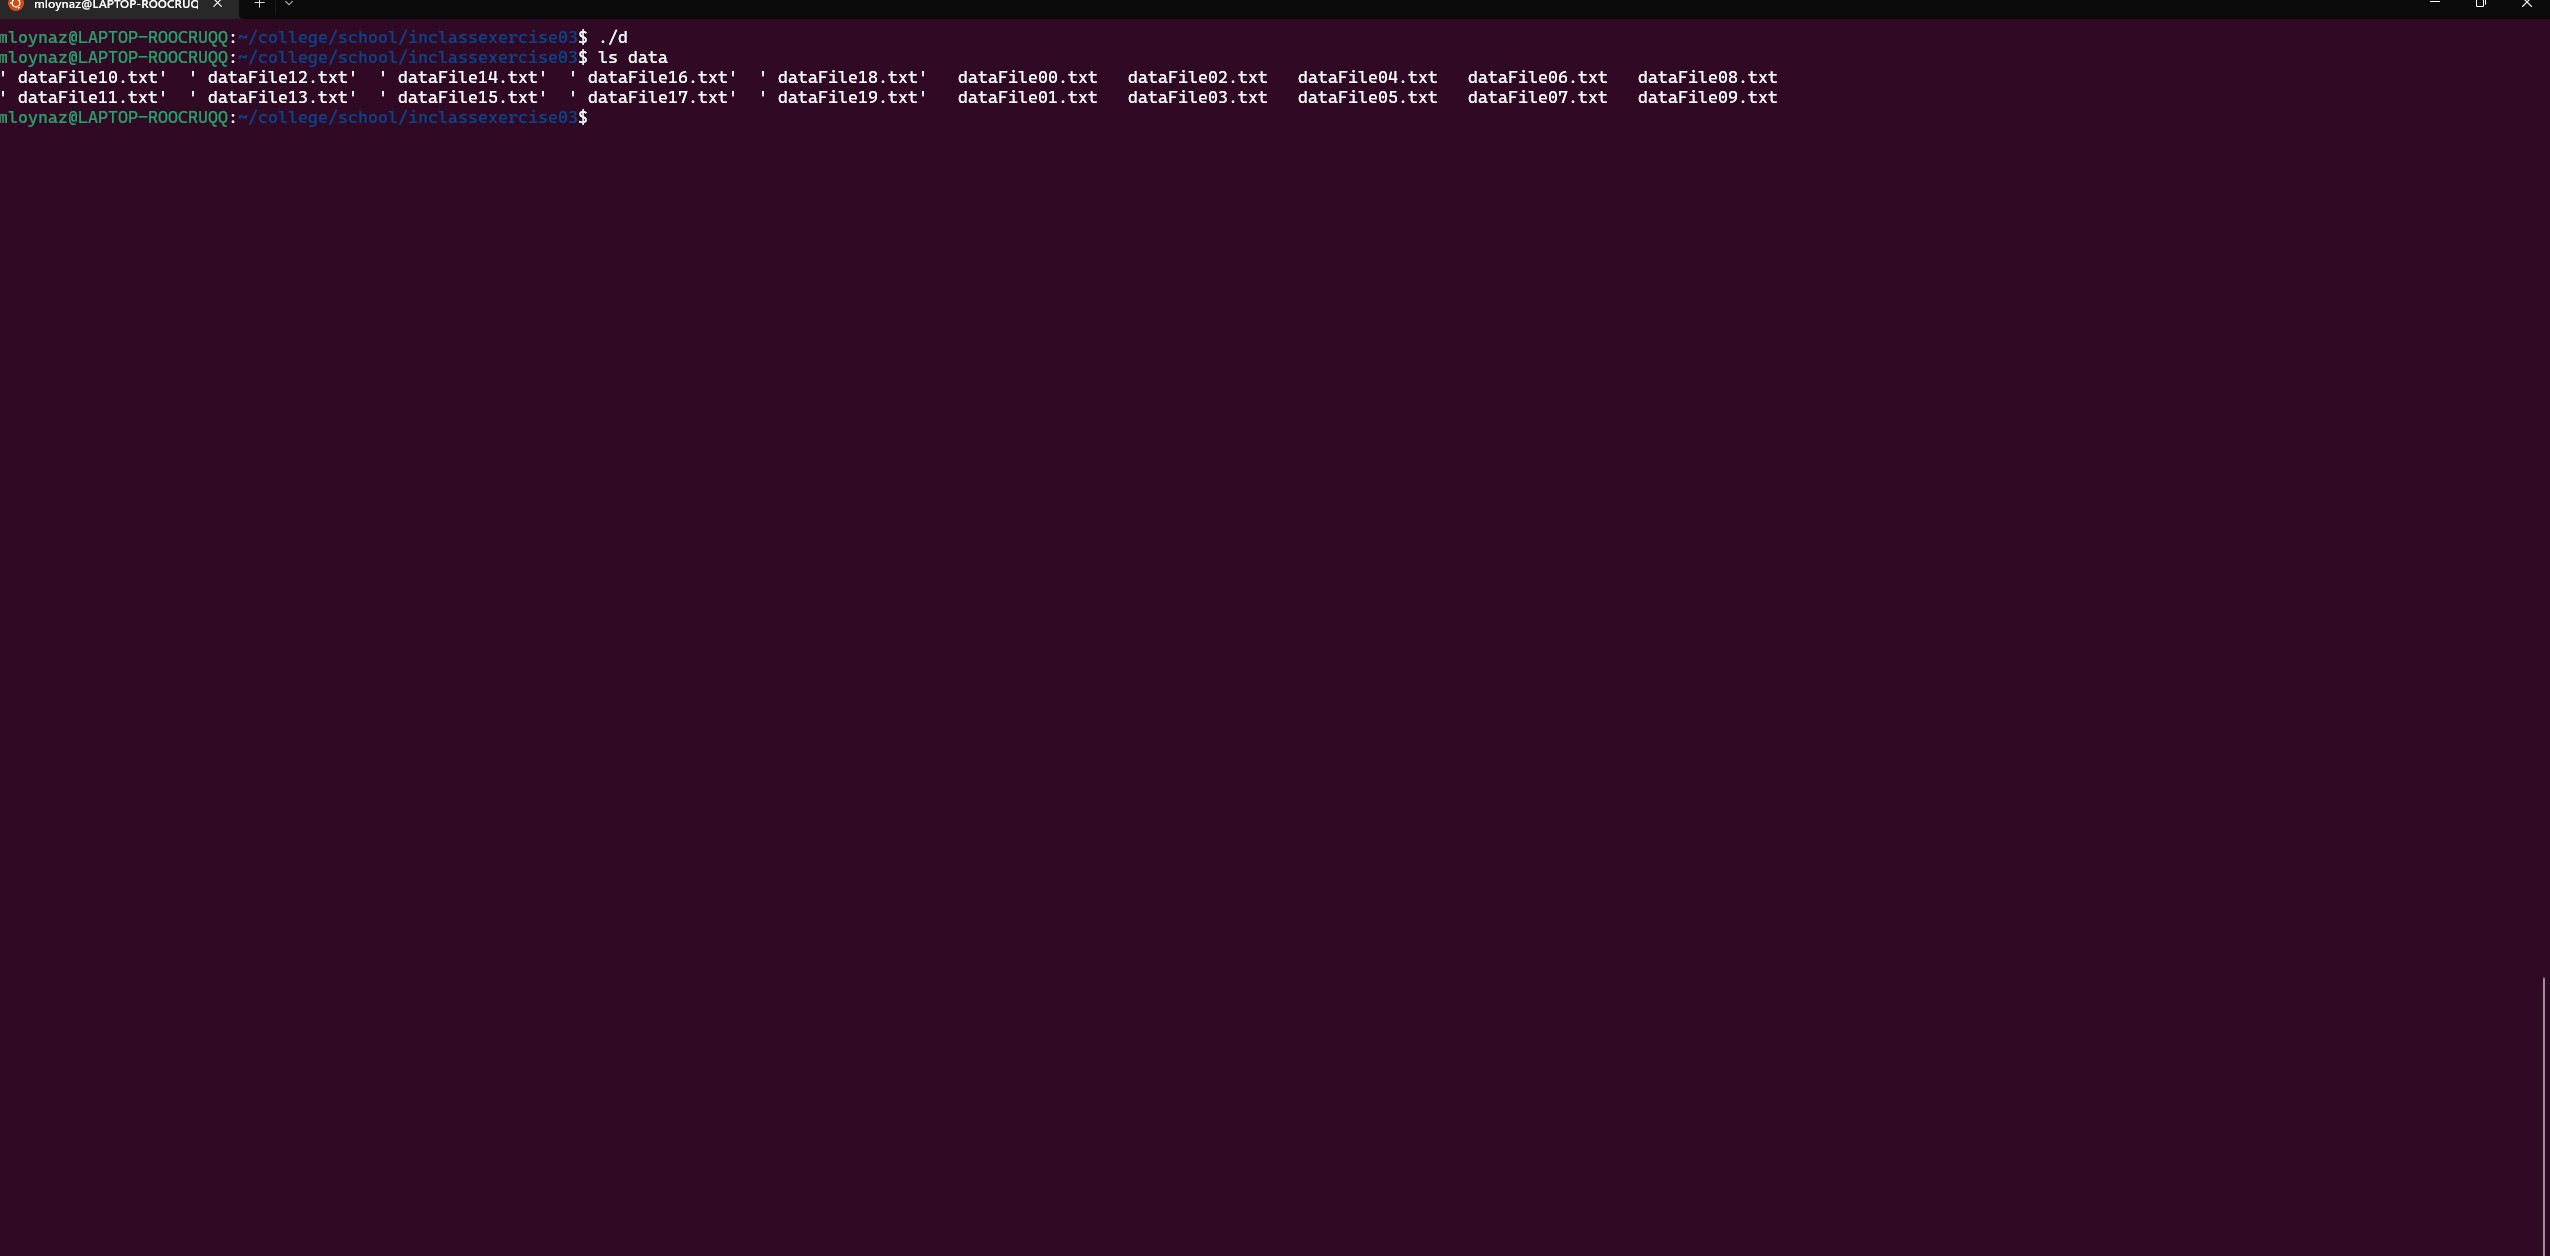 mloynaz@LAPTOP-ROOCRUQ
mloynaz@LAPTOP-ROOCRUQQ:~/college/school/inclassexercise03$ ./d
mloynaz@LAPTOP-ROOCRUQQ:~/college/school/inclassexercise03$ ls data
' dataFile10.txt'  ' dataFile12.txt'  ' dataFile14.txt'  ' dataFile16.txt'  ' dataFile18.txt'   dataFile00.txt   dataFile02.txt   dataFile04.txt   dataFile06.txt   dataFile08.txt
' dataFile11.txt'  ' dataFile13.txt'  ' dataFile15.txt'  ' dataFile17.txt'  ' dataFile19.txt'   dataFile01.txt   dataFile03.txt   dataFile05.txt   dataFile07.txt   dataFile09.txt
mloynaz@LAPTOP-ROOCRUQQ:~/college/school/inclassexercise03$